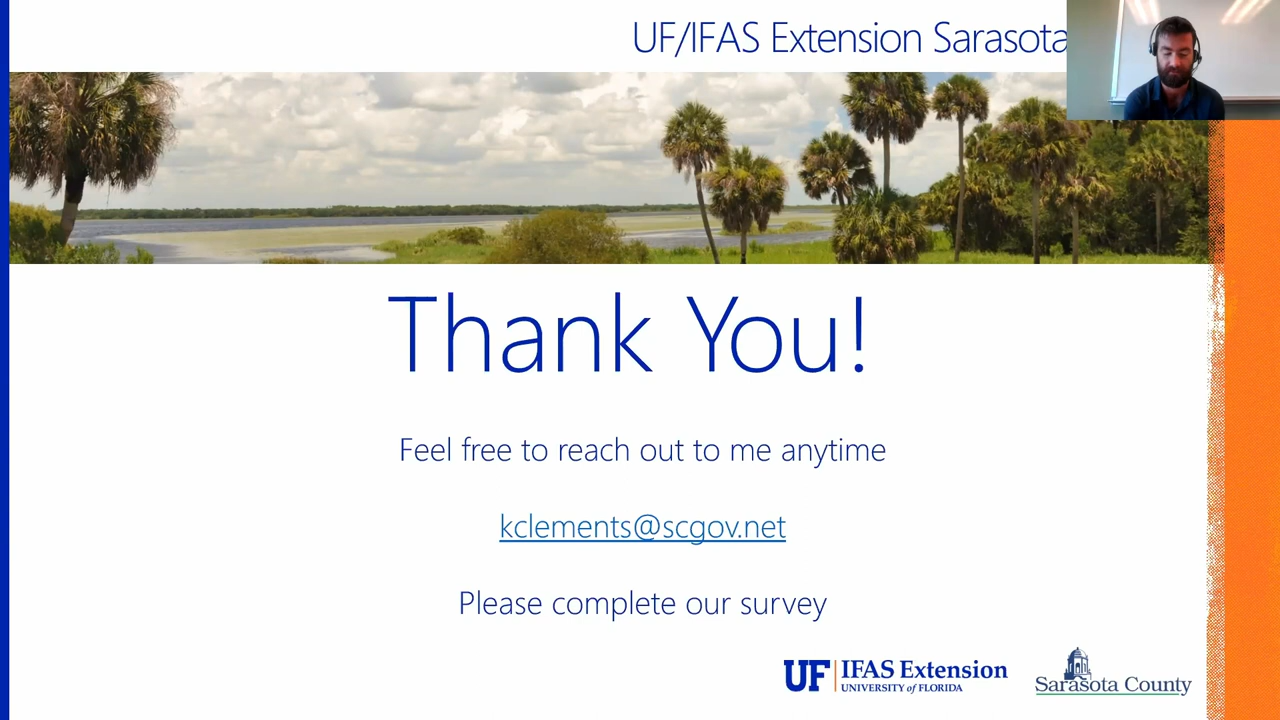 UF/IFAS Extension Sarasota
Thank You!
Feel free to reach out to me anytime
kclements@scgov.net
Please complete our survey
UF IFAS Extension
UNIVERSITY of FLORIDA
Sarasota County